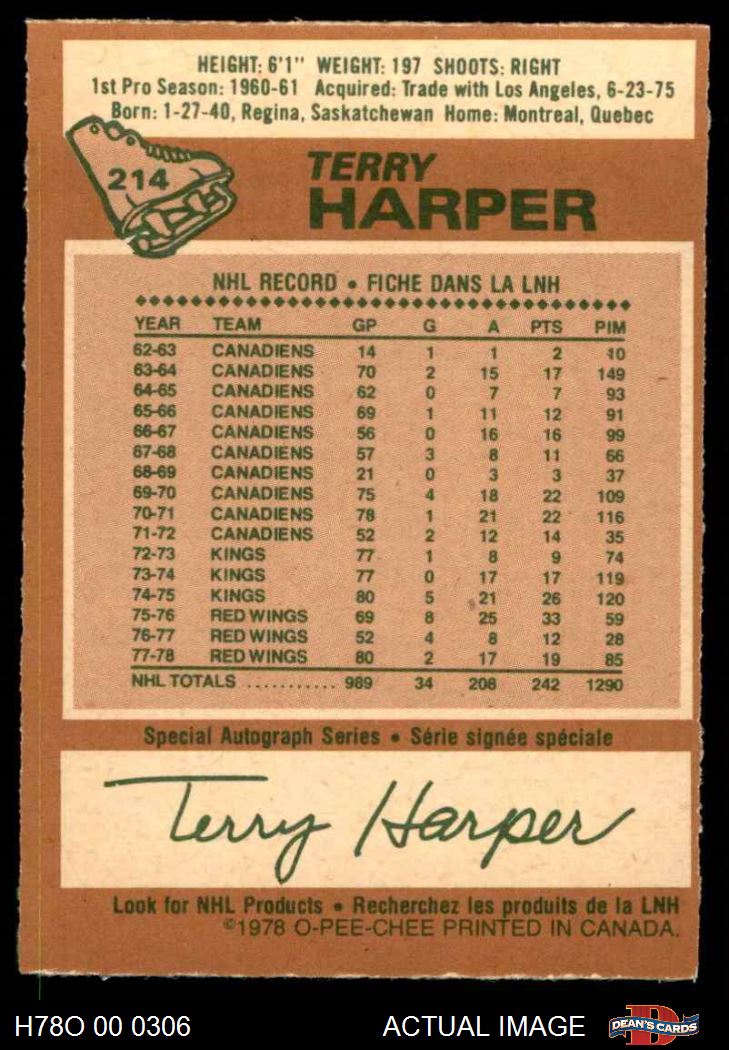 HEIGHT: 6'1" WEIGHT: 197 SHOOTS: RIGHT
1st Pro Season: 1960-61 Acquired: Trade with Los Angeles, 6-23-75
Born: 1-27-40, Regina, Saskatchewan Home: Montreal, Quebec
214
TERRY
HARPER
NHL RECORD • FICHE DANS LA LNH
YEAR TEAM GP G A PTS PIM
62-63 CANADIENS 14 1 1 2 10
63-64 CANADIENS 70 2 15 17 149
64-65 CANADIENS 62 0 7 7 93
65-66 CANADIENS 69 1 11 12 91
66-67 CANADIENS 56 0 16 16 99
67-68 CANADIENS 57 3 8 11 66
68-69 CANADIENS 21 0 3 3 37
69-70 CANADIENS 75 4 18 22 109
70-71 CANADIENS 78 1 21 22 116
71-72 CANADIENS 52 2 12 14 35
72-73 KINGS 77 1 8 9 74
73-74 KINGS 77 0 17 17 119
74-75 KINGS 80 5 21 26 120
75-76 RED WINGS 69 8 25 33 59
76-77 RED WINGS 52 4 8 12 28
77-78 RED WINGS 80 2 17 19 85
NHL TOTALS ........... 989 34 208 242 1290
Special Autograph Series • Série signée spéciale
Terry Harper
Look for NHL Products • Recherchez les produits de la LNH
©1978 O-PEE-CHEE PRINTED IN CANADA.
H78O 00 0306 ACTUAL IMAGE D DEAN'S CARDS